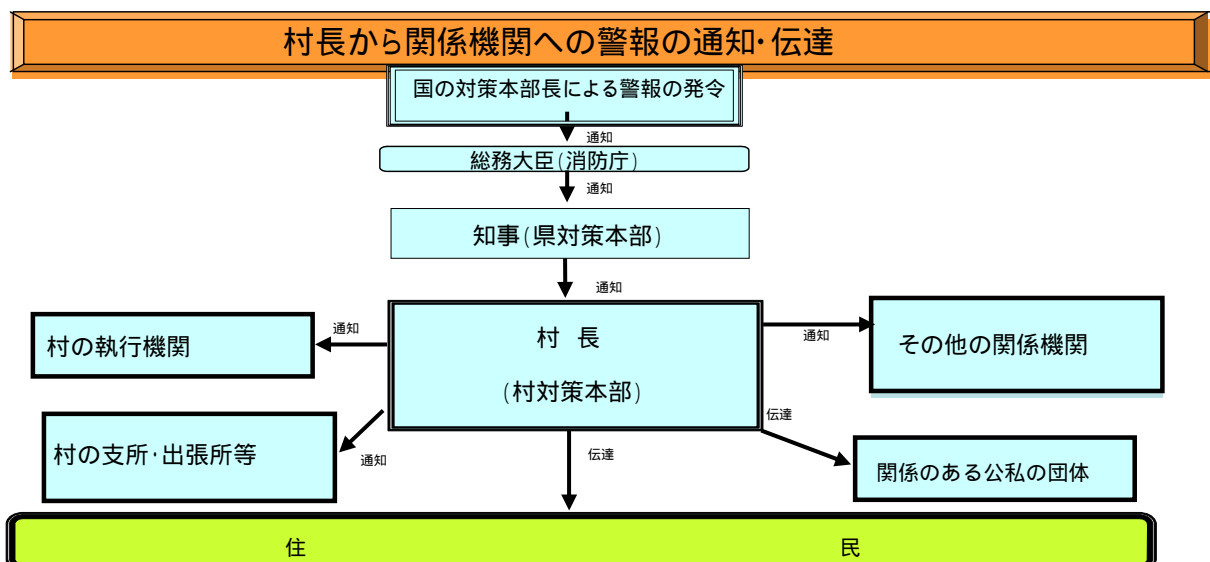 村長から関係機関への警報の通知・伝達
国の対策本部長による警報の発令
通知
総務大臣(消防庁)
通知
知事(県対策本部)
通知
村の執行機関
通知
村 長
(村対策本部)
通知
その他の関係機関
村の支所・出張所等
通知
伝達
伝達
関係のある公私の団体
住 民